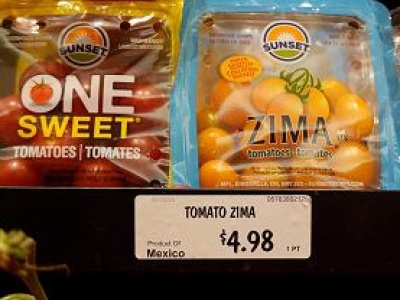 SUNSET
ONE
SWEET
TOMATOES | TOMATES
SUNSET
ZIMA
tomatoes · tomates
TOMATO ZIMA
Product Of
Mexico
$4.98
1 PT